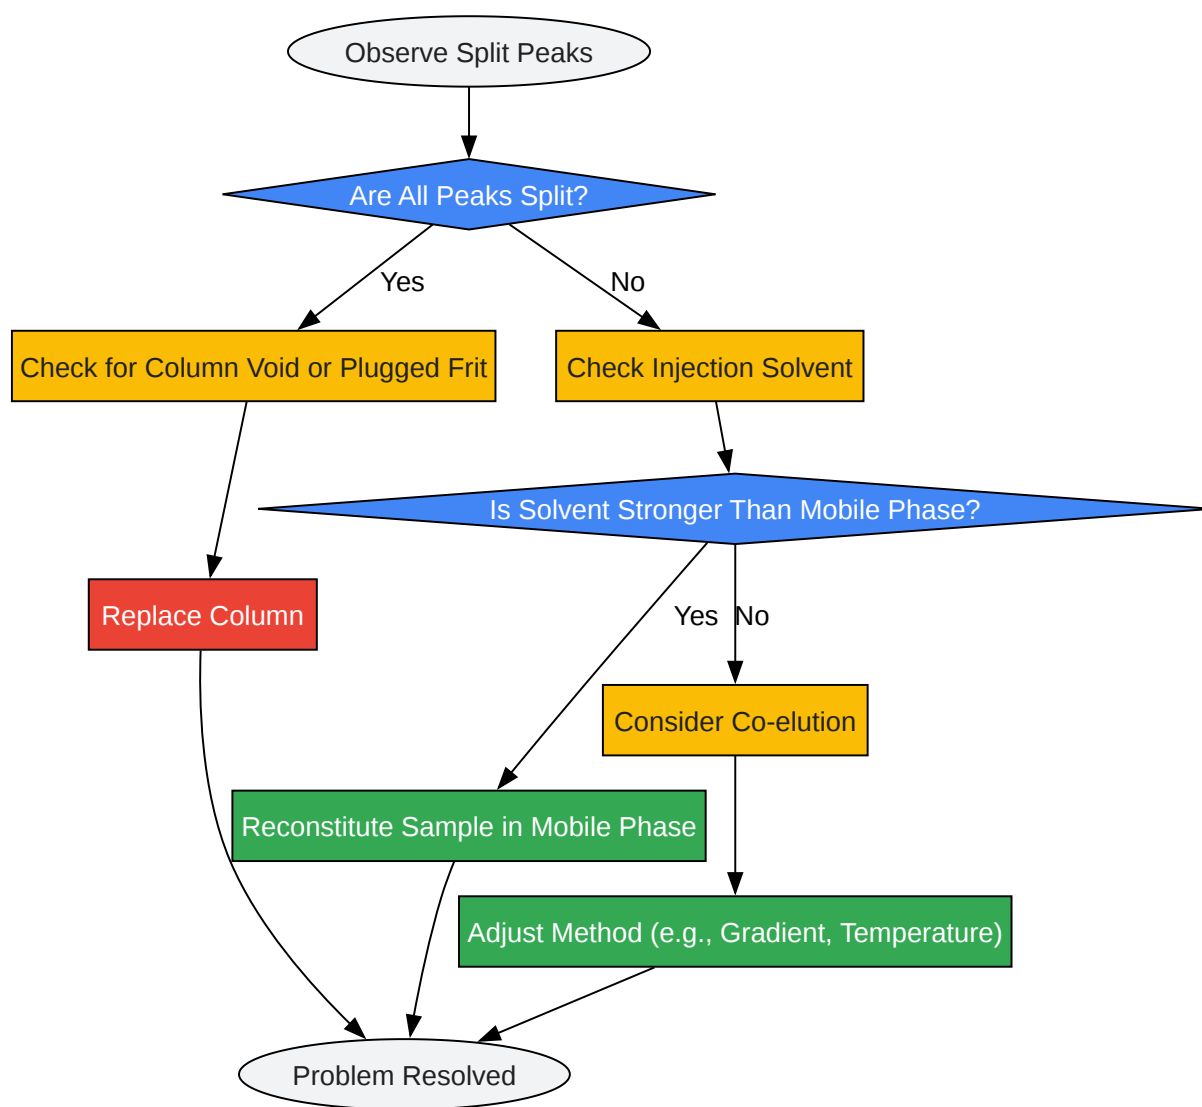 Observe Split Peaks
Are All Peaks Split?
Yes
No
Check for Column Void or Plugged Frit
Check Injection Solvent
Is Solvent Stronger Than Mobile Phase?
Replace Column
Yes
No
Consider Co-elution
Reconstitute Sample in Mobile Phase
Adjust Method (e.g., Gradient, Temperature)
Problem Resolved